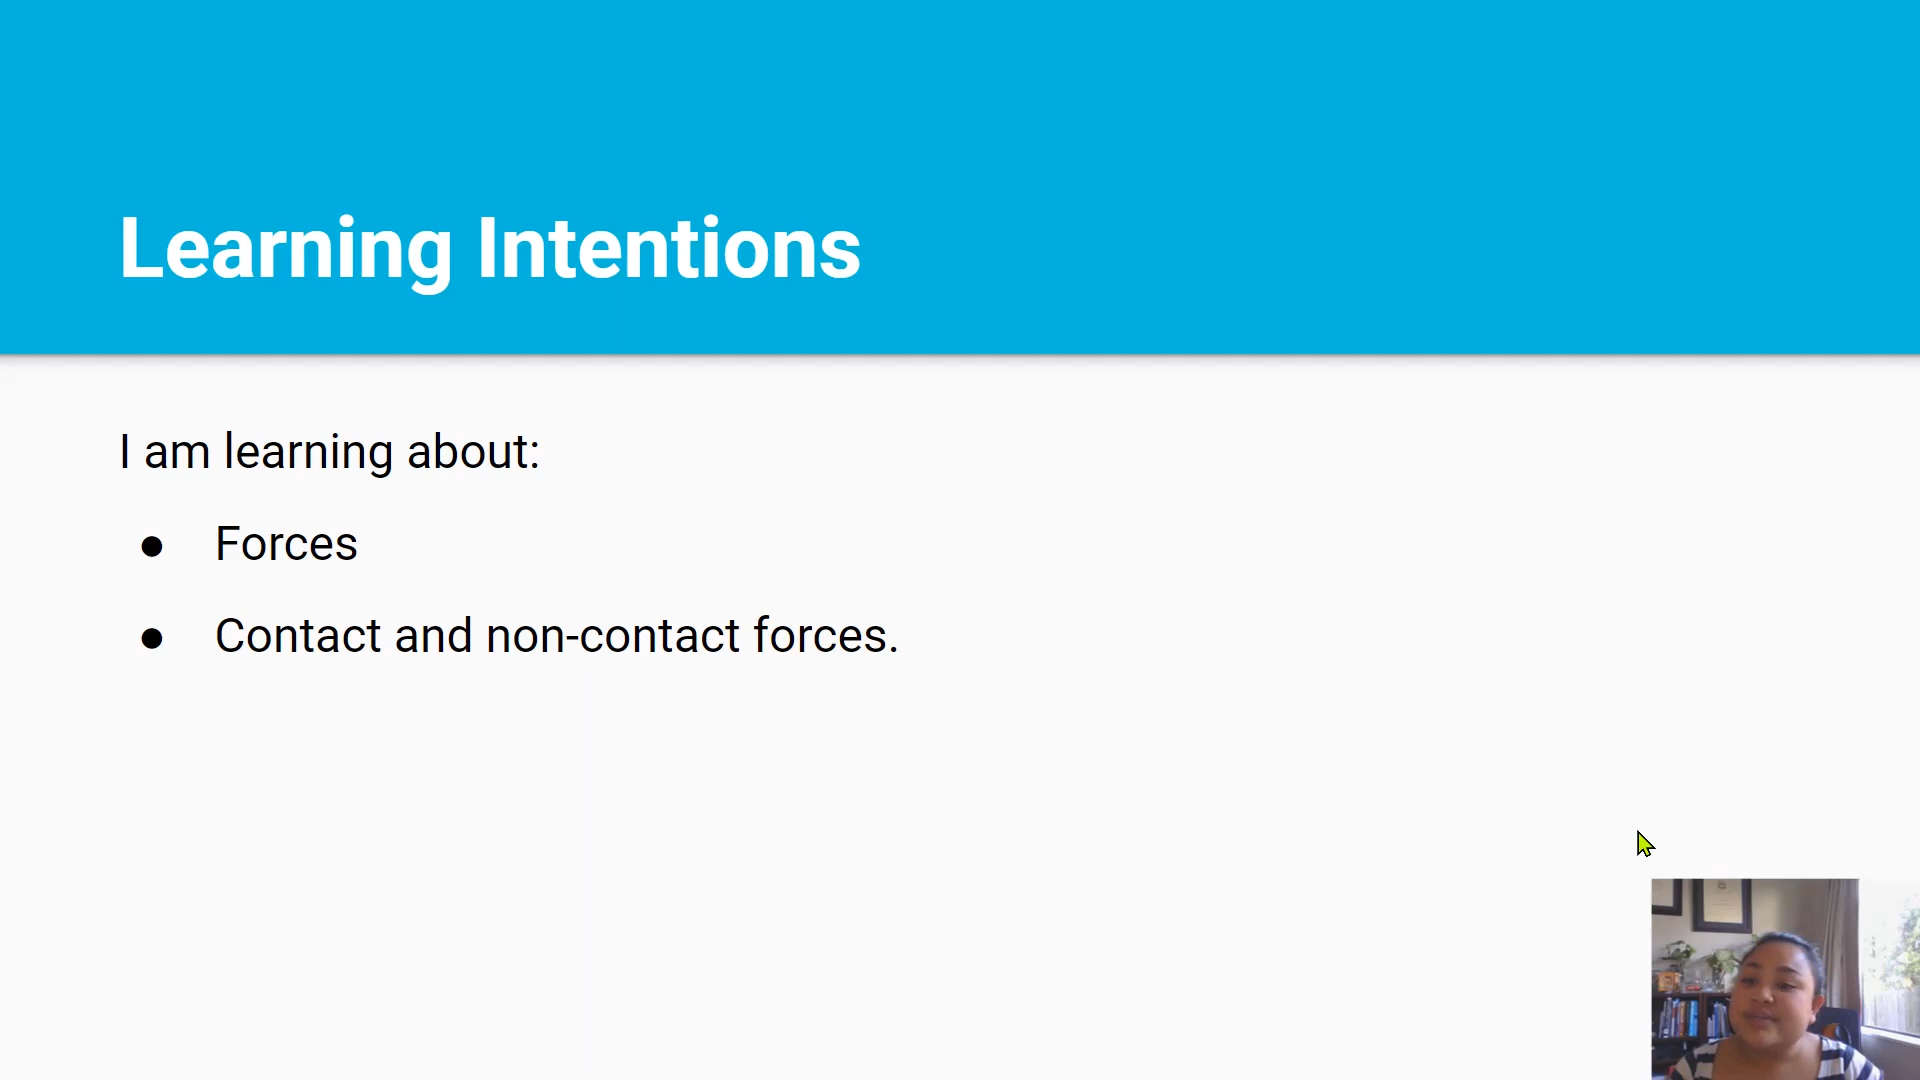 Learning Intentions
I am learning about:
● Forces
● Contact and non-contact forces.